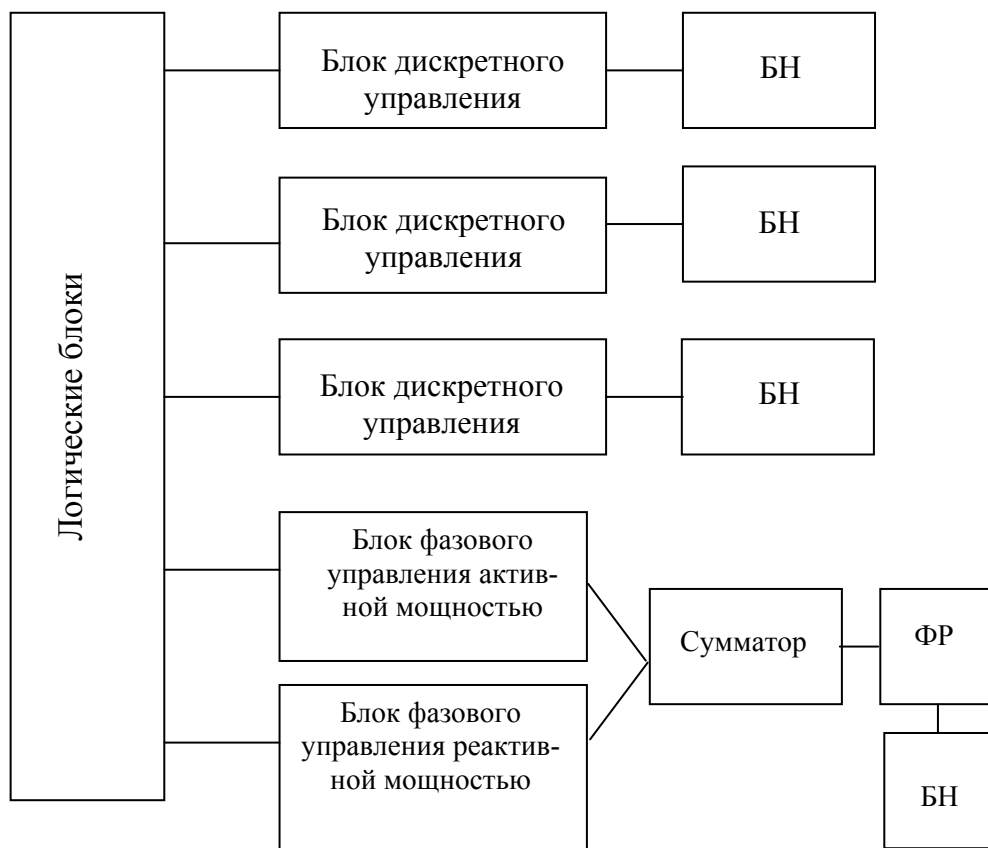 Логические блоки
Блок дискретного
управления
БН
Блок дискретного
управления
БН
Блок дискретного
управления
БН
Блок фазового
управления актив-
ной мощностью
Сумматор
ФР
Блок фазового
управления реактив-
ной мощностью
БН